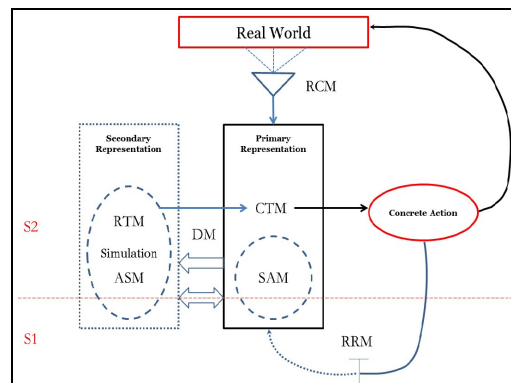 Real World
RCM
Secondary
Representation
Primary
Representation
RTM
CTM
Concrete Action
S2
DM
Simulation
ASM
SAM
S1
RRM